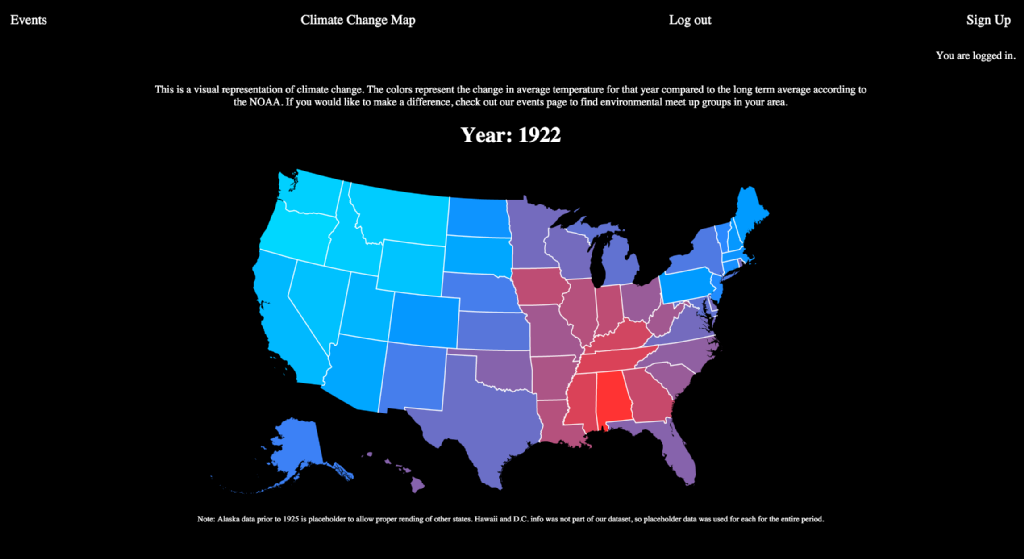 Events
Climate Change Map
Log out
Sign Up
You are logged in.
This is a visual representation of climate change. The colors represent the change in average temperature for that year compared to the long term average according to
the NOAA. If you would like to make a difference, check out our events page to find environmental meet up groups in your area.
Year: 1922
Note: Alaska data prior to 1925 is placeholder to allow proper rending of other states. Hawaii and D.C. info was not part of our dataset, so placeholder data was used for each for the entire period.